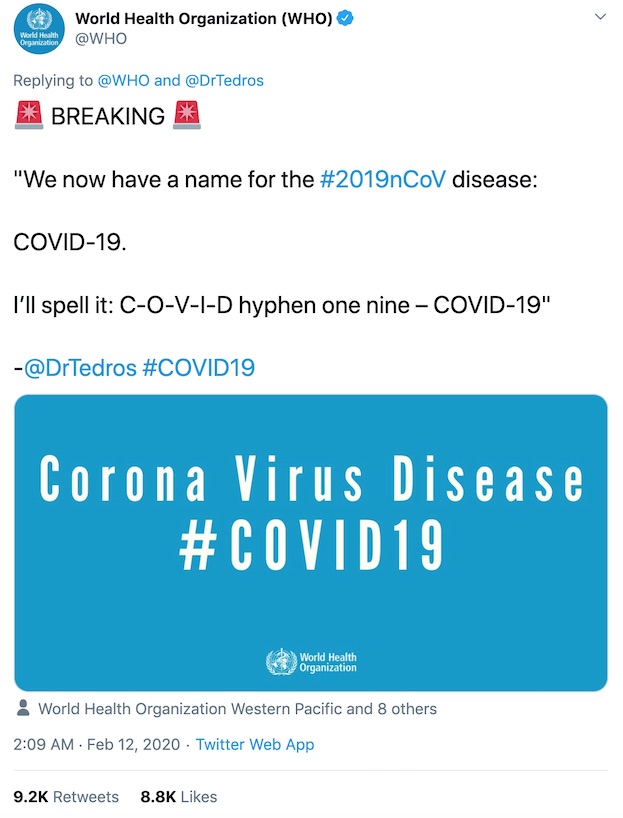 World Health Organization (WHO)
@WHO
World Health
Organization
Replying to @WHO and @DrTedros
🚨 BREAKING 🚨
"We now have a name for the #2019nCoV disease:
COVID-19.
I’ll spell it: C-O-V-I-D hyphen one nine – COVID-19"
-@DrTedros #COVID19
Corona Virus Disease
#COVID19
World Health
Organization
World Health Organization Western Pacific and 8 others
2:09 AM · Feb 12, 2020 · Twitter Web App
9.2K Retweets 8.8K Likes